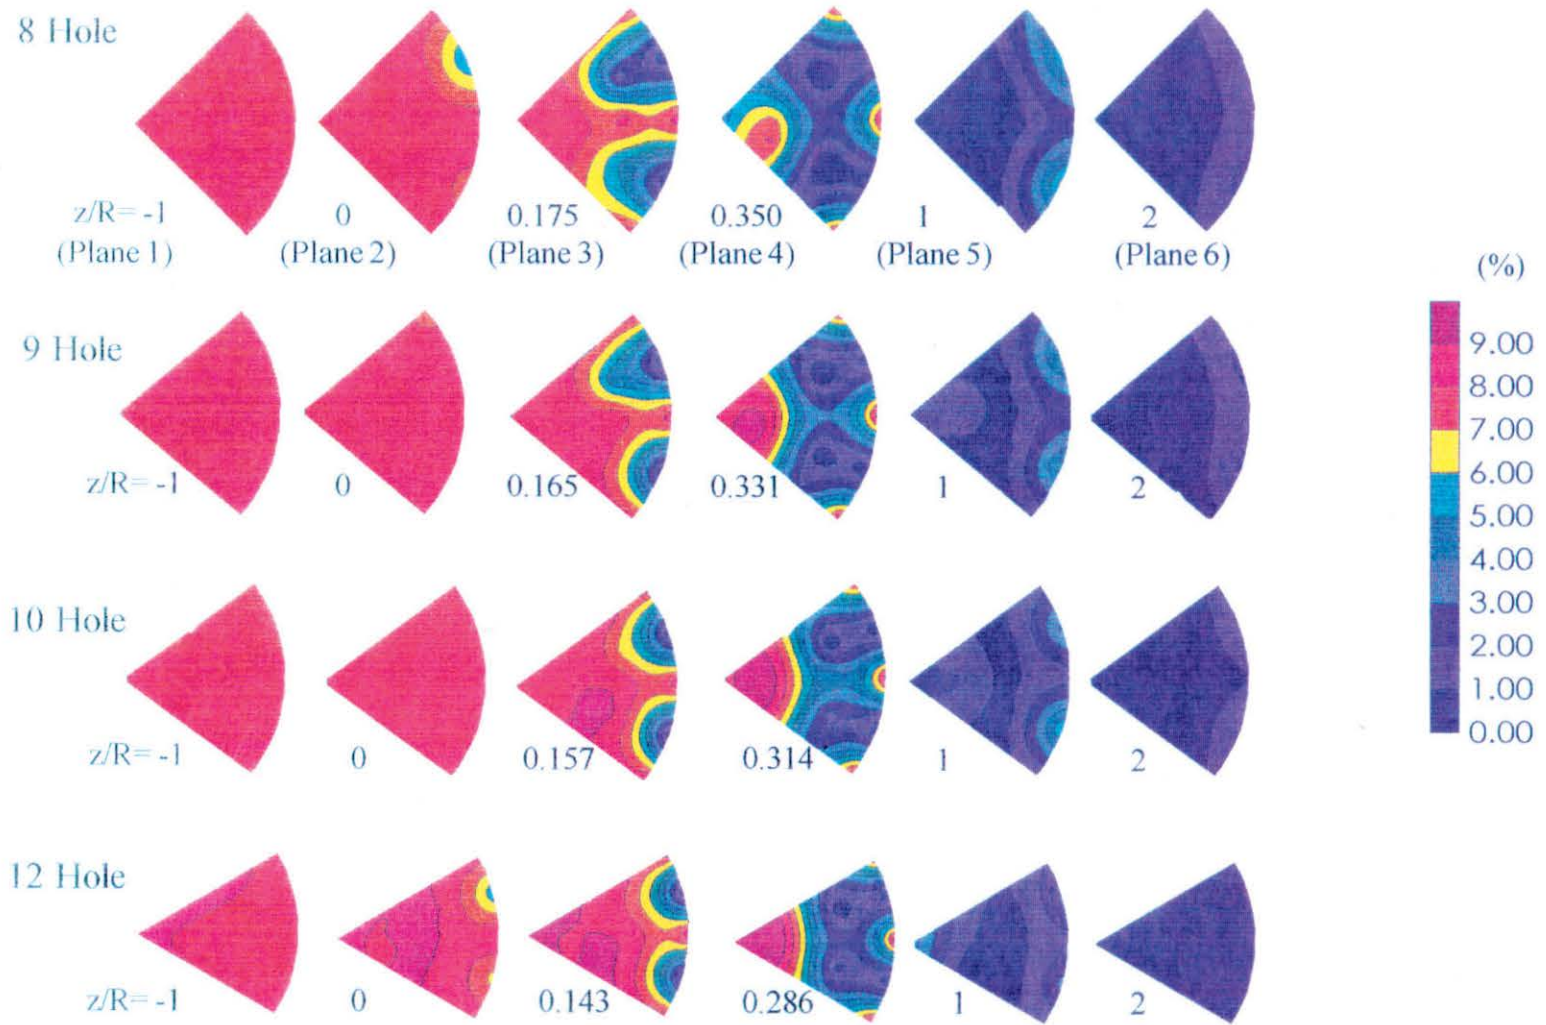 8 Hole
z/R= -1 0 0.175 0.350 1 2
(Plane 1) (Plane 2) (Plane 3) (Plane 4) (Plane 5) (Plane 6)
(%)
9 Hole
z/R= -1 0 0.165 0.331 1 2
9.00
8.00
7.00
6.00
5.00
4.00
3.00
2.00
1.00
0.00
10 Hole
z/R= -1 0 0.157 0.314 1 2
12 Hole
z/R= -1 0 0.143 0.286 1 2